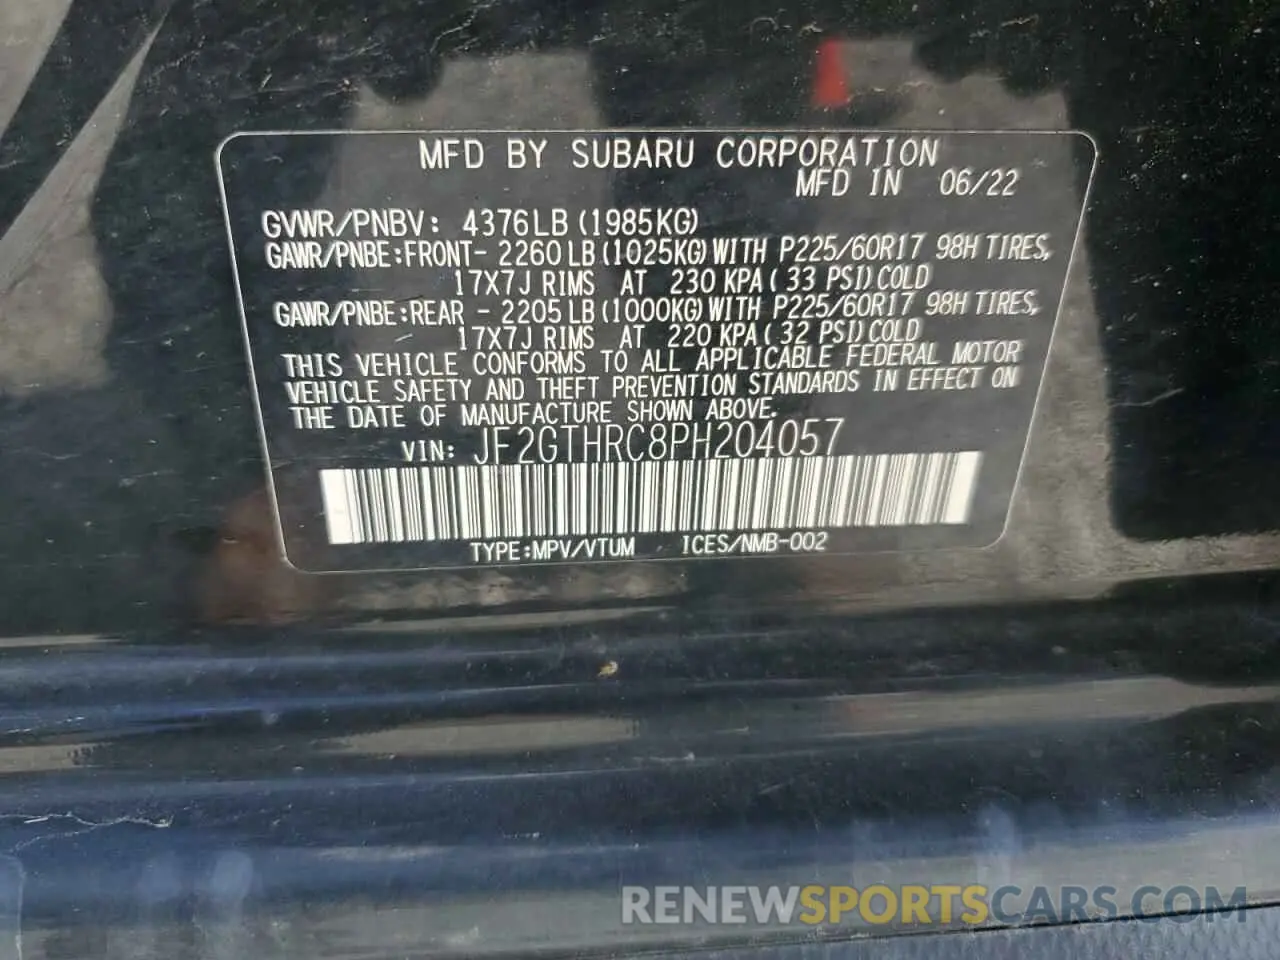 MFD BY SUBARU CORPORATION
MFD IN 06/22
GVWR/PNBV: 4376LB (1985KG)
GAWR/PNBE:FRONT- 2260 LB (1025KG) WITH P225/60R17 98H TIRES,
17X7J RIMS AT 230 KPA ( 33 PSI) COLD
GAWR/PNBE:REAR - 2205 LB (1000KG) WITH P225/60R17 98H TIRES,
17X7J RIMS AT 220 KPA ( 32 PSI) COLD
THIS VEHICLE CONFORMS TO ALL APPLICABLE FEDERAL MOTOR
VEHICLE SAFETY AND THEFT PREVENTION STANDARDS IN EFFECT ON
THE DATE OF MANUFACTURE SHOWN ABOVE.
VIN: JF2GTHRC8PH204057
TYPE:MPV/VTUM ICES/NMB-002
RENEWSPORTSCARS.COM